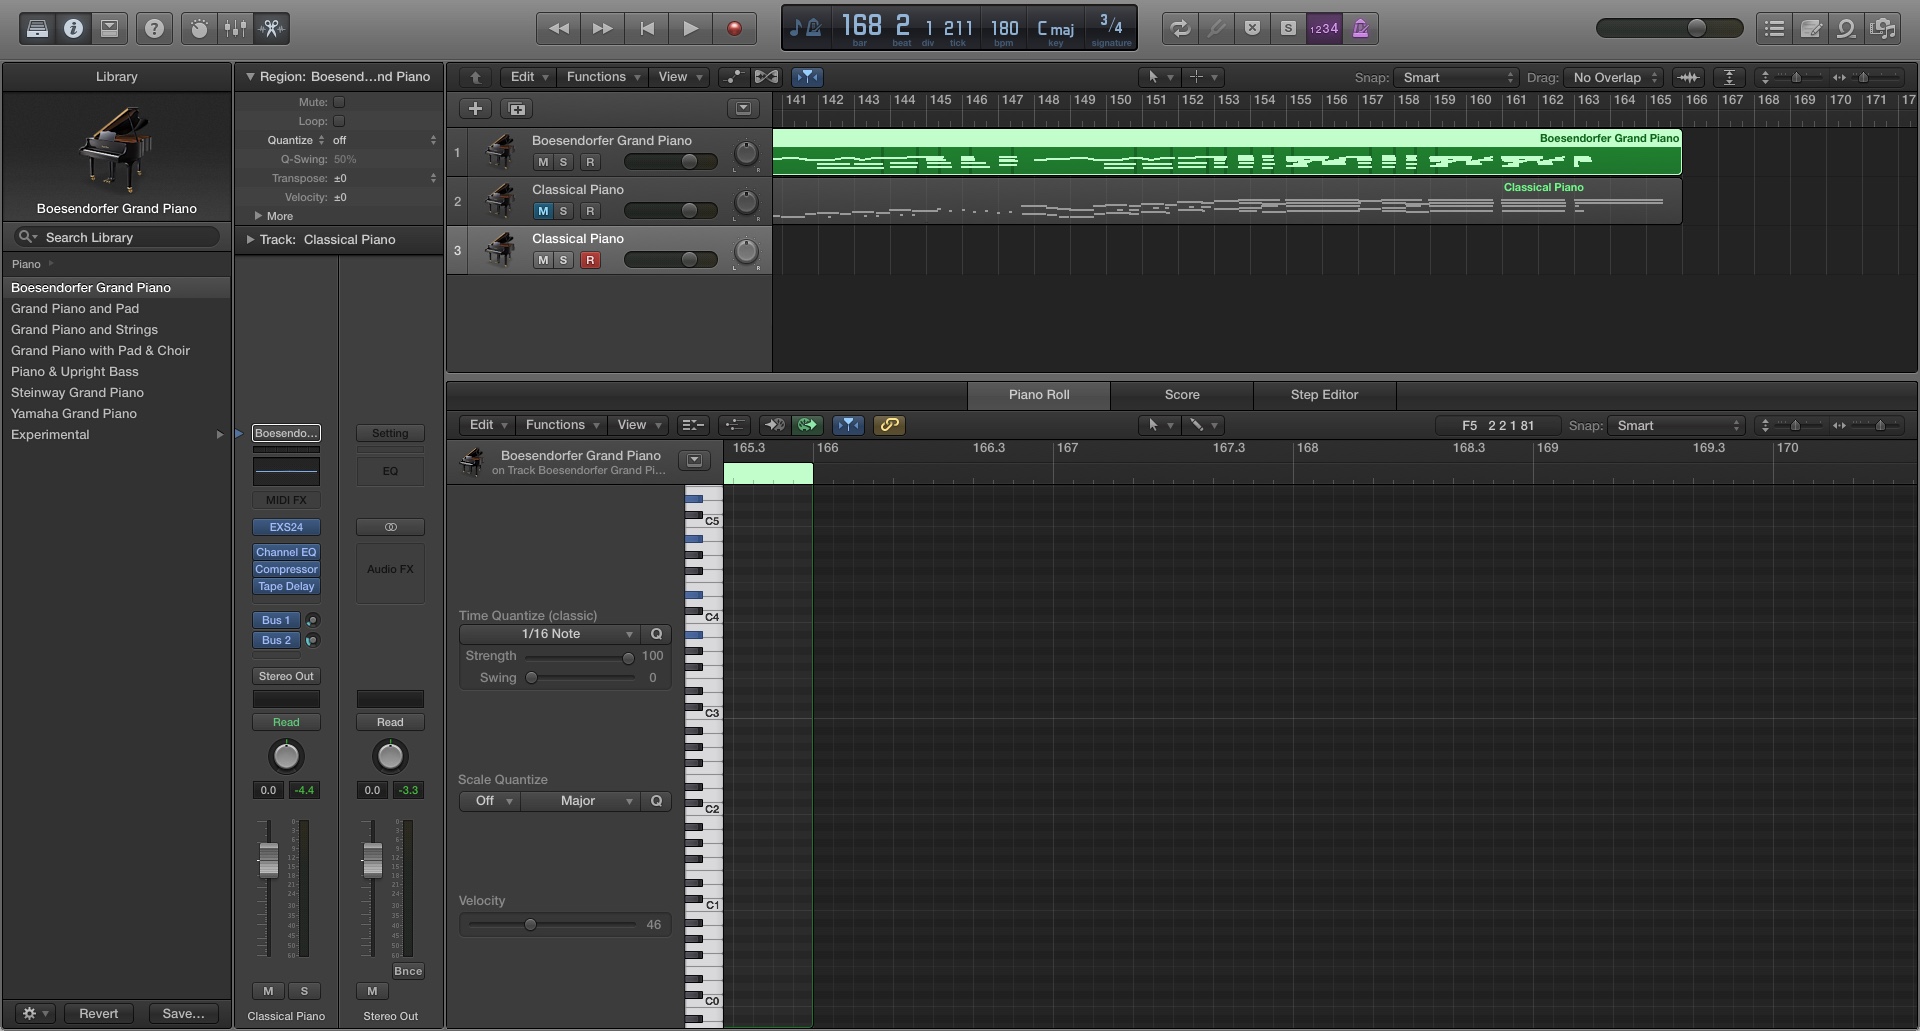 168 2 1 211 180 C maj 3/4
bar beat div tick bpm key signature
S 1234
Library
Boesendorfer Grand Piano
Search Library
Piano
Boesendorfer Grand Piano
Grand Piano and Pad
Grand Piano and Strings
Grand Piano with Pad & Choir
Piano & Upright Bass
Steinway Grand Piano
Yamaha Grand Piano
Experimental
Revert Save...
Region: Boesend...nd Piano
Mute:
Loop:
Quantize off
Q-Swing: 50%
Transpose: ±0
Velocity: ±0
More
Track: Classical Piano
Boesendo... Setting
EQ
MIDI FX
EXS24
Channel EQ
Compressor Audio FX
Tape Delay
Bus 1
Bus 2
Stereo Out
Read Read
0.0 -4.4 0.0 -3.3
Bnce
M S M
Classical Piano Stereo Out
Edit Functions View Snap: Smart Drag: No Overlap
141 142 143 144 145 146 147 148 149 150 151 152 153 154 155 156 157 158 159 160 161 162 163 164 165 166 167 168 169 170 171 17
1 Boesendorfer Grand Piano
M S R L R
Boesendorfer Grand Piano
2 Classical Piano
M S R L R
Classical Piano
3 Classical Piano
M S R L R
Piano Roll Score Step Editor
Edit Functions View F5 2 2 1 81 Snap: Smart
165.3 166 166.3 167 167.3 168 168.3 169 169.3 170
Boesendorfer Grand Piano
on Track Boesendorfer Grand Pi...
C5
C4
C3
C2
C1
C0
Time Quantize (classic)
1/16 Note Q
Strength 100
Swing 0
Scale Quantize
Off Major Q
Velocity
46